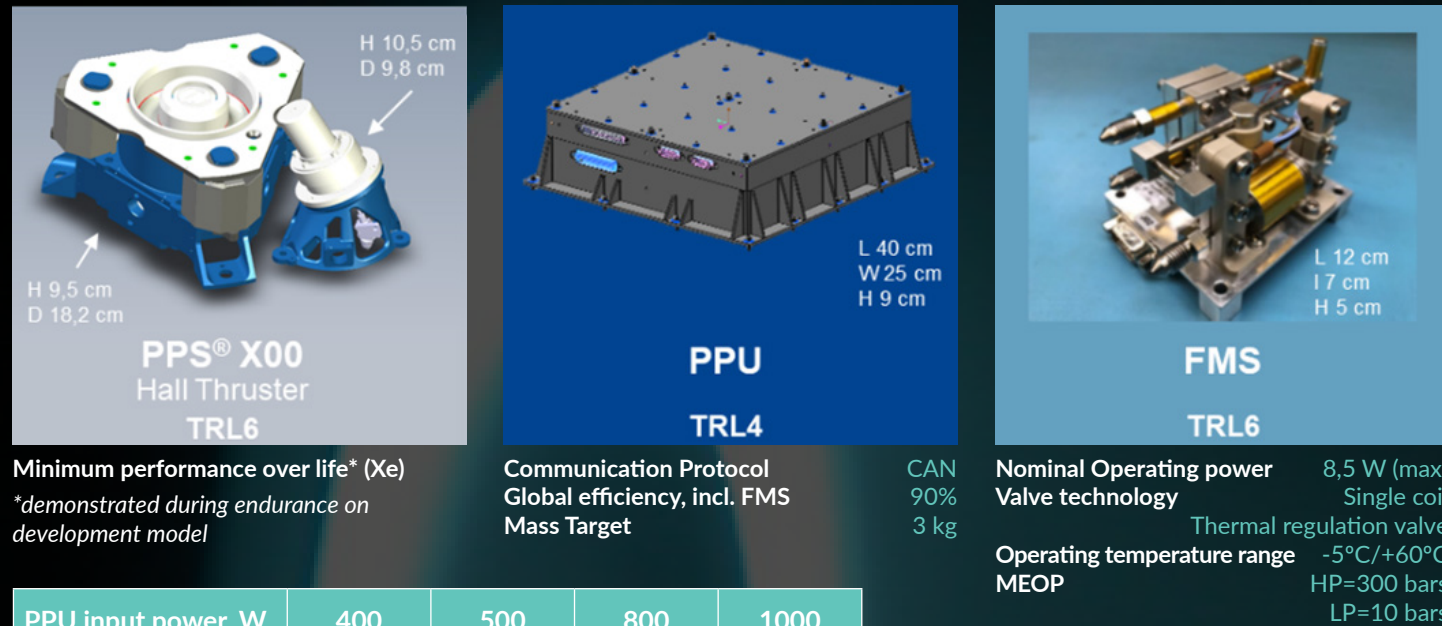 H 10,5 cm
D 9,8 cm
H 9,5 cm
D 18,2 cm
PPS® X00
Hall Thruster
TRL6
L 40 cm
W 25 cm
H 9 cm
PPU
TRL4
L 12 cm
I 7 cm
H 5 cm
FMS
TRL6
Minimum performance over life* (Xe)
*demonstrated during endurance on
development model
Communication Protocol CAN
Global efficiency, incl. FMS 90%
Mass Target 3 kg
Nominal Operating power 8,5 W (max
Valve technology Single coi
Thermal regulation valve
Operating temperature range -5°C/+60°C
MEOP HP=300 bars
LP=10 bars
PPU input power, W 400 500 800 1000